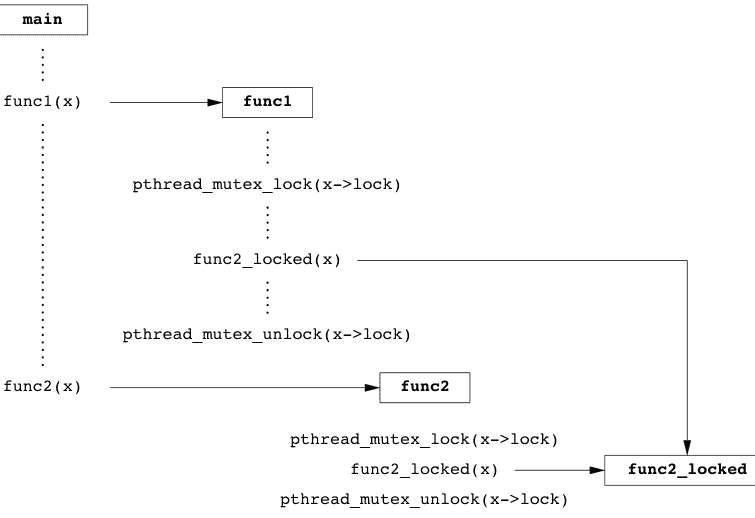 main
func1(x)
func1
pthread_mutex_lock(x->lock)
func2_locked(x)
pthread_mutex_unlock(x->lock)
func2(x)
func2
pthread_mutex_lock(x->lock)
func2_locked(x)
func2_locked
pthread_mutex_unlock(x->lock)